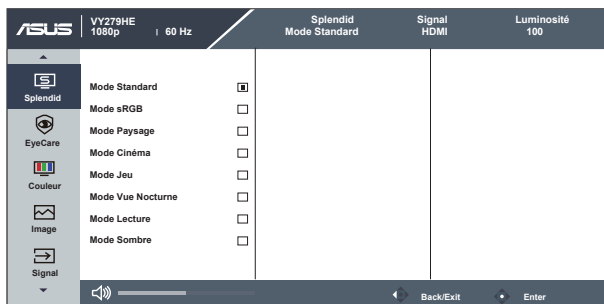 ASUS
VY279HE
1080p | 60 Hz
Splendid
Mode Standard
Signal
HDMI
Luminosité
100
Splendid
EyeCare
Couleur
Image
Signal
Mode Standard
Mode sRGB
Mode Paysage
Mode Cinéma
Mode Jeu
Mode Vue Nocturne
Mode Lecture
Mode Sombre
Back/Exit
Enter